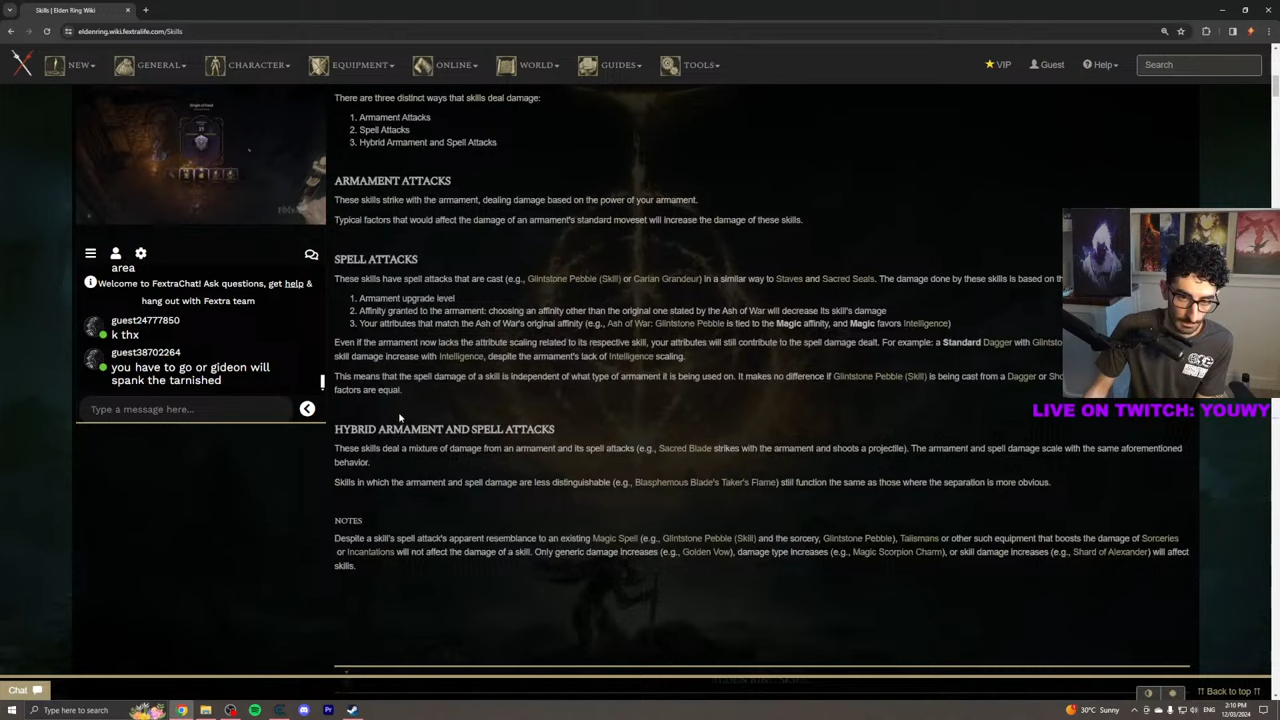 Skills | Elden Ring Wiki
eldenring.wiki.fextralife.com/Skills
NEW
GENERAL
CHARACTER
EQUIPMENT
ONLINE
WORLD
GUIDES
TOOLS
VIP
Guest
Help
Search
There are three distinct ways that skills deal damage:
1. Armament Attacks
2. Spell Attacks
3. Hybrid Armament and Spell Attacks
ARMAMENT ATTACKS
These skills strike with the armament, dealing damage based on the power of your armament.
Typical factors that would affect the damage of an armament's standard moveset will increase the damage of these skills.
SPELL ATTACKS
These skills have spell attacks that are cast (e.g., Glintstone Pebble (Skill) or Carian Grandeur) in a similar way to Staves and Sacred Seals. The damage done by these skills is based on th
1. Armament upgrade level
2. Affinity granted to the armament: choosing an affinity other than the original one stated by the Ash of War will decrease its skill's damage
3. Your attributes that match the Ash of War's original affinity (e.g., Ash of War: Glintstone Pebble is tied to the Magic affinity, and Magic favors Intelligence)
Even if the armament now lacks the attribute scaling related to its respective skill, your attributes will still contribute to the spell damage dealt. For example: a Standard Dagger with Glintsto
skill damage increase with Intelligence, despite the armament's lack of Intelligence scaling.
This means that the spell damage of a skill is independent of what type of armament it is being used on. It makes no difference if Glintstone Pebble (Skill) is being cast from a Dagger or Sho
factors are equal.
HYBRID ARMAMENT AND SPELL ATTACKS
These skills deal a mixture of damage from an armament and its spell attacks (e.g., Sacred Blade strikes with the armament and shoots a projectile). The armament and spell damage scale with the same aforementioned
behavior.
Skills in which the armament and spell damage are less distinguishable (e.g., Blasphemous Blade's Taker's Flame) still function the same as those where the separation is more obvious.
NOTES
Despite a skill's spell attack's apparent resemblance to an existing Magic Spell (e.g., Glintstone Pebble (Skill) and the sorcery, Glintstone Pebble), Talismans or other such equipment that boosts the damage of Sorceries
or Incantations will not affect the damage of a skill. Only generic damage increases (e.g., Golden Vow), damage type increases (e.g., Magic Scorpion Charm), or skill damage increases (e.g., Shard of Alexander) will affect
skills.
area
Welcome to FextraChat! Ask questions, get help &
hang out with Fextra team
guest24777850
k thx
guest38702264
you have to go or gideon will
spank the tarnished
Type a message here...
LIVE ON TWITCH: YOUWY
Chat
Back to top
Type here to search
30°C Sunny
ENG
2:10 PM
12/03/2024